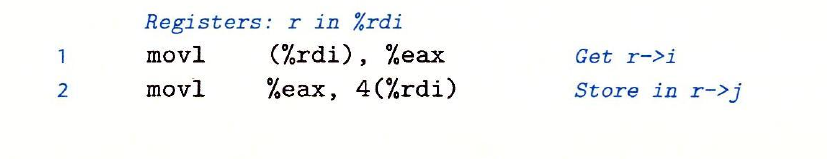 Registers: r in %rdi
1 movl (%rdi), %eax Get r->i
2 movl %eax, 4(%rdi) Store in r->j